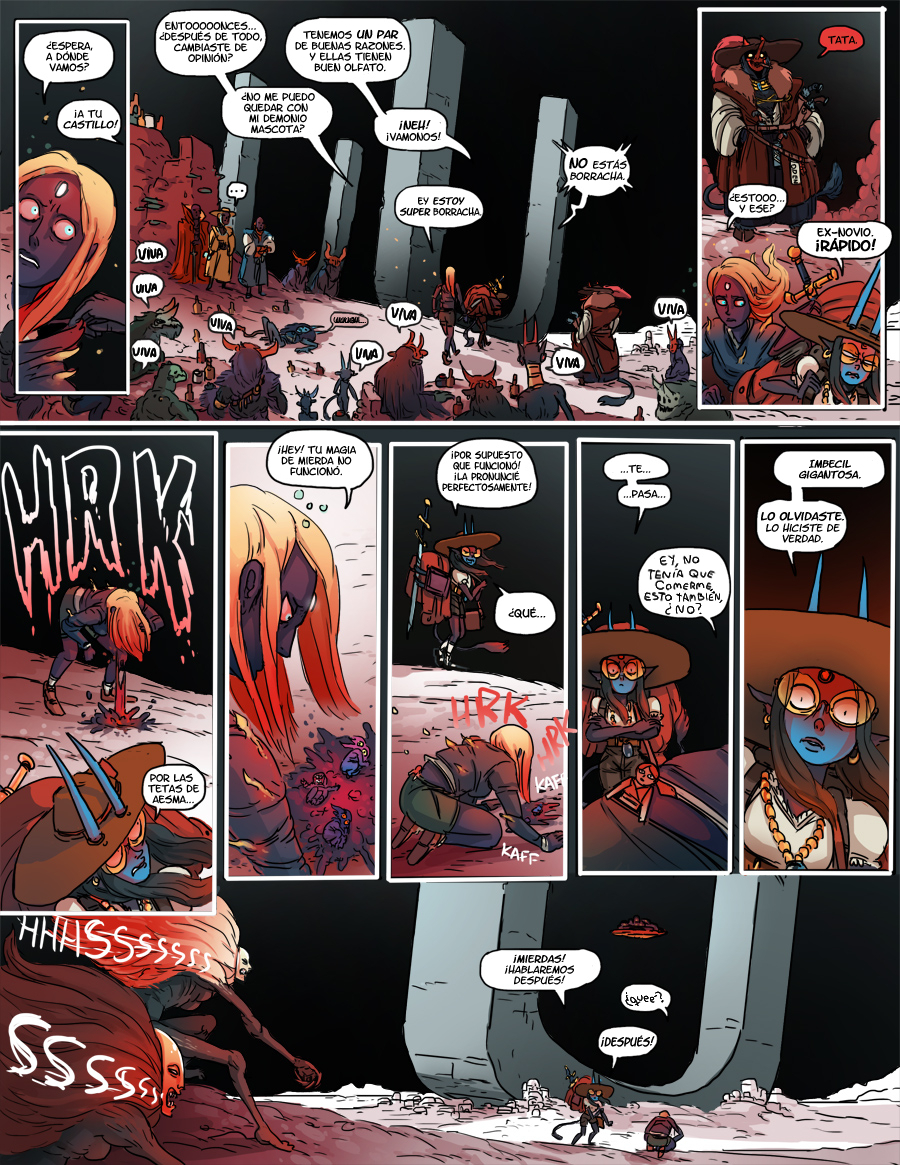 ¿ESPERA,
A DÓNDE
VAMOS?
¡A TU
CASTILLO!
ENTOOOOONCES...
¿DESPUÉS DE TODO,
CAMBIASTE DE
OPINIÓN?
TENEMOS UN PAR
DE BUENAS RAZONES.
Y ELLAS TIENEN
BUEN OLFATO.
¿NO ME PUEDO
QUEDAR CON
MI DEMONIO
MASCOTA?
¡NEH!
¡VAMONOS!
EY ESTOY
SUPER BORRACHA.
NO ESTÁS
BORRACHA.
...
VIVA
VIVA
VIVA
VIVA
VIVA
VIVA
VIVA
VIVA
TATA.
¿ESTOOO...
Y ESE?
EX-NOVIO.
¡RÁPIDO!
HRK
POR LAS
TETAS DE
AESMA...
¡HEY! TU MAGIA
DE MIERDA NO
FUNCIONÓ.
¡POR SUPUESTO
QUE FUNCIONÓ!
¡LA PRONUNCIÉ
PERFECTOSAMENTE!
¿QUÉ...
HRK
HRK
KAFF
KAFF
...TE...
...PASA...
EY, NO
TENÍA QUE
COMERME
ESTO TAMBIÉN,
¿NO?
IMBECIL
GIGANTOSA.
LO OLVIDASTE.
LO HICISTE DE
VERDAD.
HHHSSSSSSSS
SSSSSSS
¡MIERDAS!
¡HABLAREMOS
DESPUÉS!
¿quee?
¡DESPUÉS!